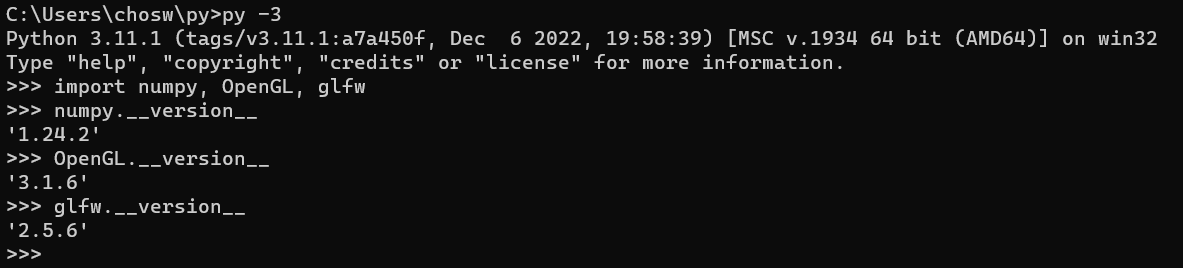 C:\Users\chosw\py>py -3
Python 3.11.1 (tags/v3.11.1:a7a450f, Dec  6 2022, 19:58:39) [MSC v.1934 64 bit (AMD64)] on win32
Type "help", "copyright", "credits" or "license" for more information.
>>> import numpy, OpenGL, glfw
>>> numpy.__version__
'1.24.2'
>>> OpenGL.__version__
'3.1.6'
>>> glfw.__version__
'2.5.6'
>>>